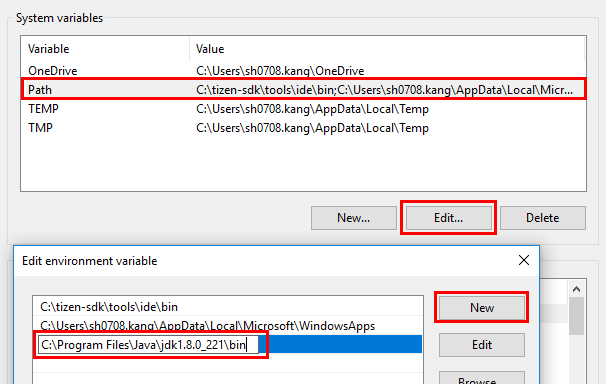 System variables
Variable Value
OneDrive C:\Users\sh0708.kang\OneDrive
Path C:\tizen-sdk\tools\ide\bin;C:\Users\sh0708.kang\AppData\Local\Micr...
TEMP C:\Users\sh0708.kang\AppData\Local\Temp
TMP C:\Users\sh0708.kang\AppData\Local\Temp
New... Edit... Delete
Edit environment variable
C:\tizen-sdk\tools\ide\bin New
C:\Users\sh0708.kang\AppData\Local\Microsoft\WindowsApps
C:\Program Files\Java\jdk1.8.0_221\bin Edit
Browse